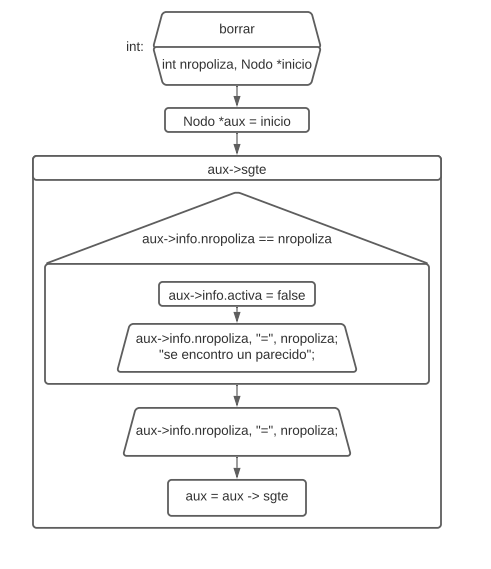 borrar
int:
int nropoliza, Nodo *inicio
Nodo *aux = inicio
aux->sgte
aux->info.nropoliza == nropoliza
aux->info.activa = false
aux->info.nropoliza, "=", nropoliza;
"se encontro un parecido";
aux->info.nropoliza, "=", nropoliza;
aux = aux -> sgte